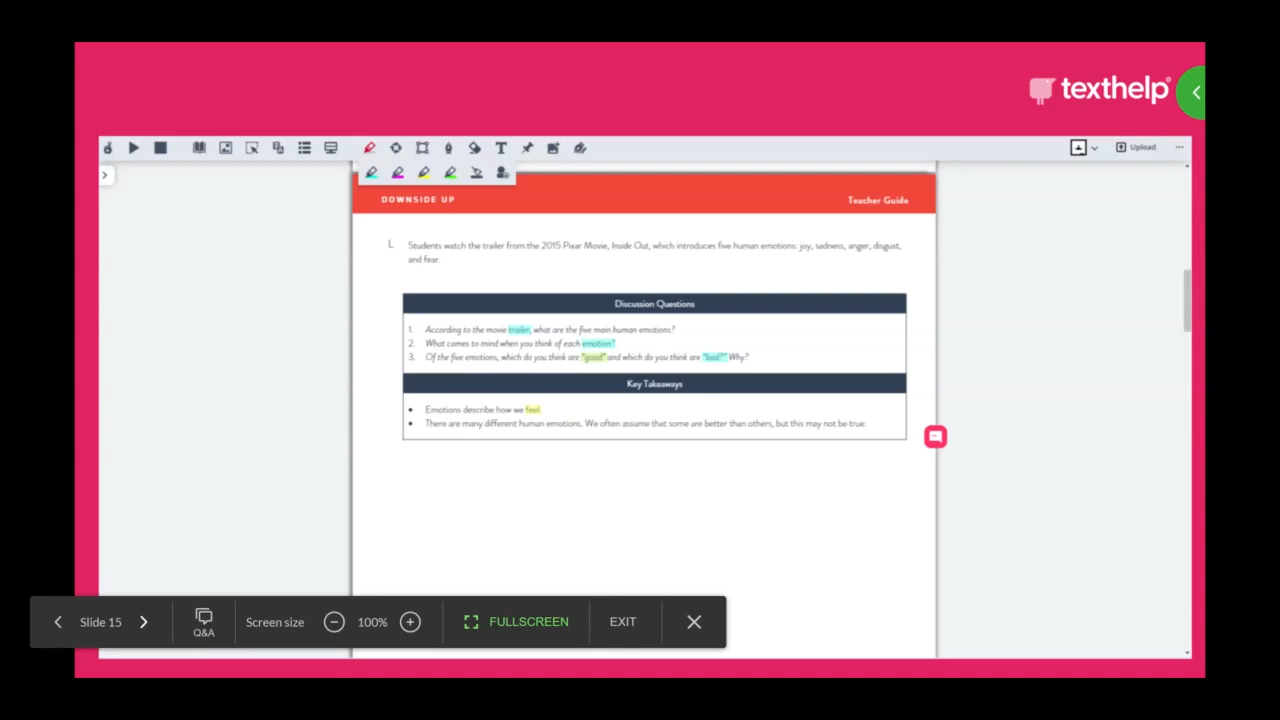 texthelp®
T
Upload
DOWNSIDE UP
Teacher Guide
L Students watch the trailer from the 2015 Pixar Movie, Inside Out, which introduces five human emotions: joy, sadness, anger, disgust,
and fear.
Discussion Questions
1. According to the movie trailer, what are the five main human emotions?
2. What comes to mind when you think of each emotion?
3. Of the five emotions, which do you think are "good" and which do you think are "bad?" Why?
Key Takeaways
• Emotions describe how we feel.
• There are many different human emotions. We often assume that some are better than others, but this may not be true.
Slide 15
Q&A
Screen size
100%
FULLSCREEN
EXIT